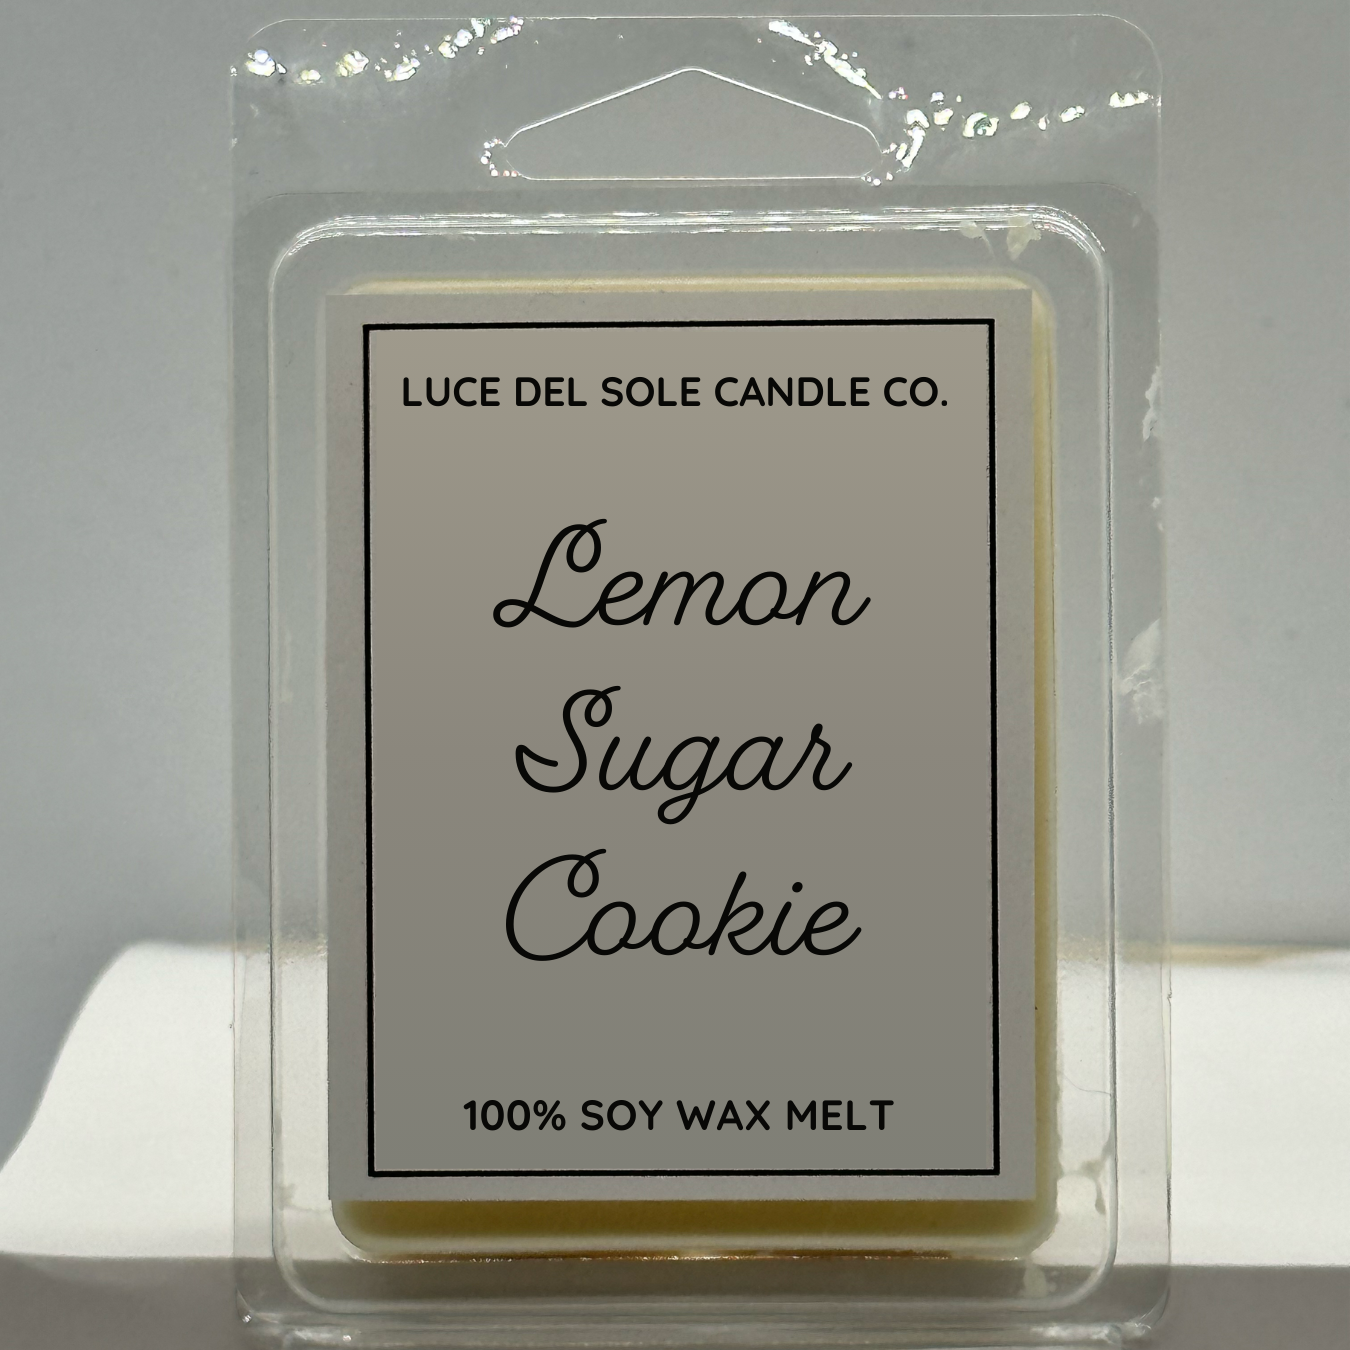 LUCE DEL SOLE CANDLE CO.
Lemon
Sugar
Cookie
100% SOY WAX MELT